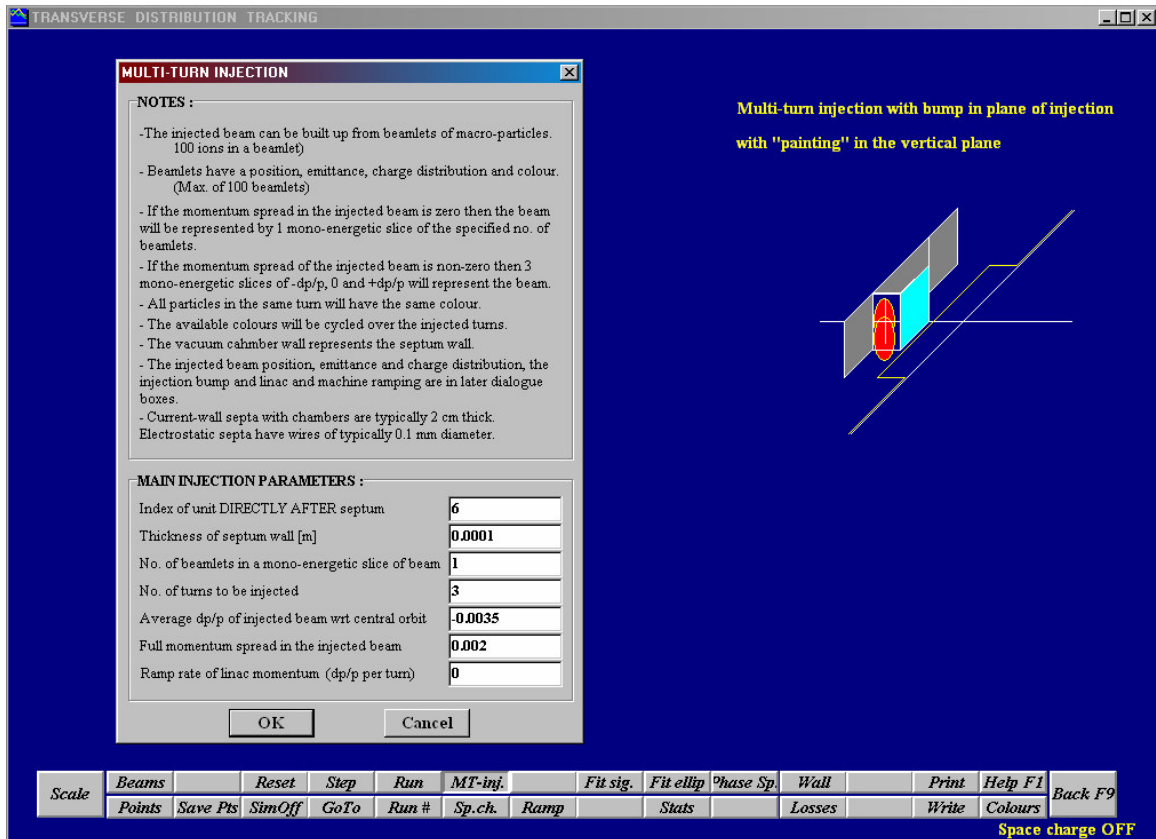 TRANSVERSE DISTRIBUTION TRACKING
MULTI-TURN INJECTION
NOTES :
-The injected beam can be built up from beamlets of macro-particles.
100 ions in a beamlet)
- Beamlets have a position, emittance, charge distribution and colour.
(Max. of 100 beamlets)
- If the momentum spread in the injected beam is zero then the beam
will be represented by 1 mono-energetic slice of the specified no. of
beamlets.
- If the momentum spread of the injected beam is non-zero then 3
mono-energetic slices of -dp/p, 0 and +dp/p will represent the beam.
- All particles in the same turn will have the same colour.
- The available colours will be cycled over the injected turns.
- The vacuum cahmber wall represents the septum wall.
- The injected beam position, emittance and charge distribution, the
injection bump and linac and machine ramping are in later dialogue
boxes.
- Current-wall septa with chambers are typically 2 cm thick.
Electrostatic septa have wires of typically 0.1 mm diameter.
MAIN INJECTION PARAMETERS :
Index of unit DIRECTLY AFTER septum 6
Thickness of septum wall [m] 0.0001
No. of beamlets in a mono-energetic slice of beam 1
No. of turns to be injected 3
Average dp/p of injected beam wrt central orbit -0.0035
Full momentum spread in the injected beam 0.002
Ramp rate of linac momentum (dp/p per turn) 0
OK Cancel
Multi-turn injection with bump in plane of injection
with "painting" in the vertical plane
Scale
Beams Reset Step Run MT-inj. Fit sig. Fit ellip Phase Sp. Wall Print Help F1
Points Save Pts SimOff GoTo Run # Sp.ch. Ramp Stats Losses Write Colours
Back F9
Space charge OFF